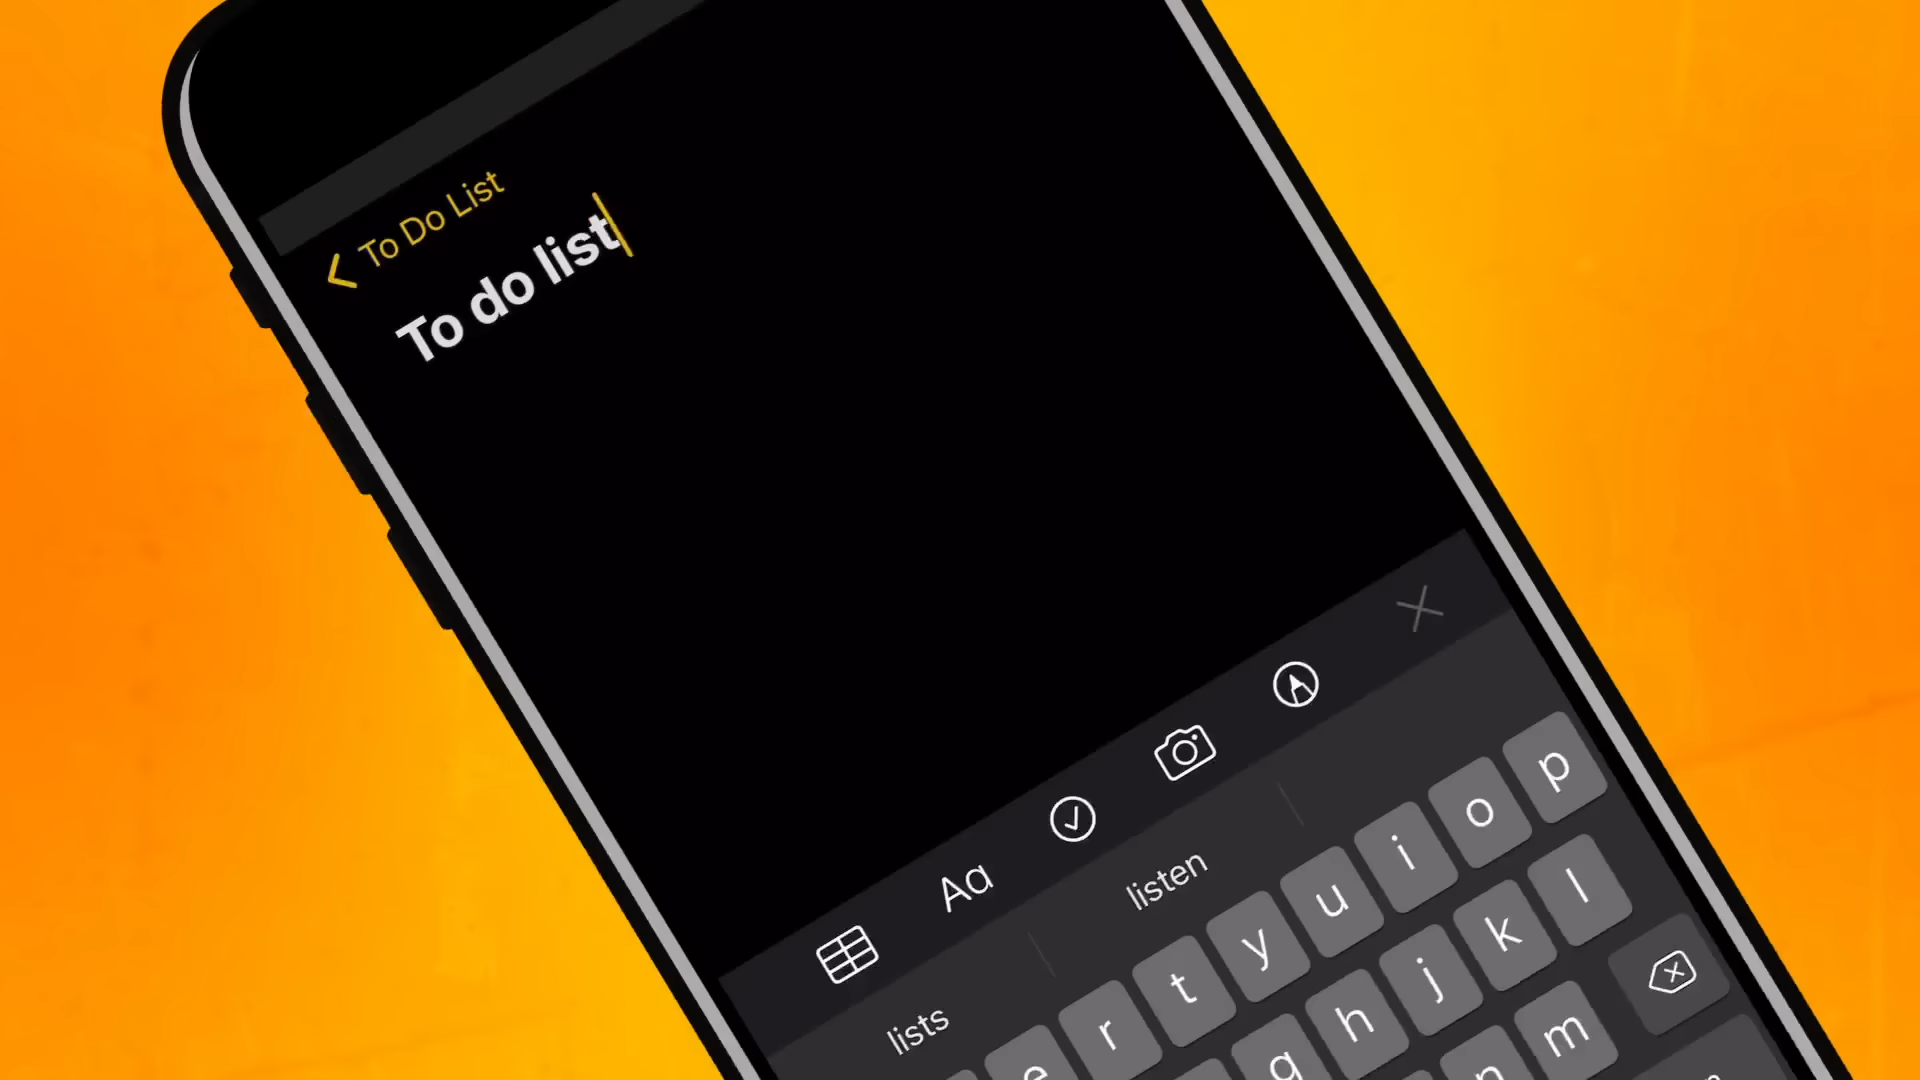 To Do List
To do list
Aa
lists
listen
e r t y u i o p
g h j k l
n m